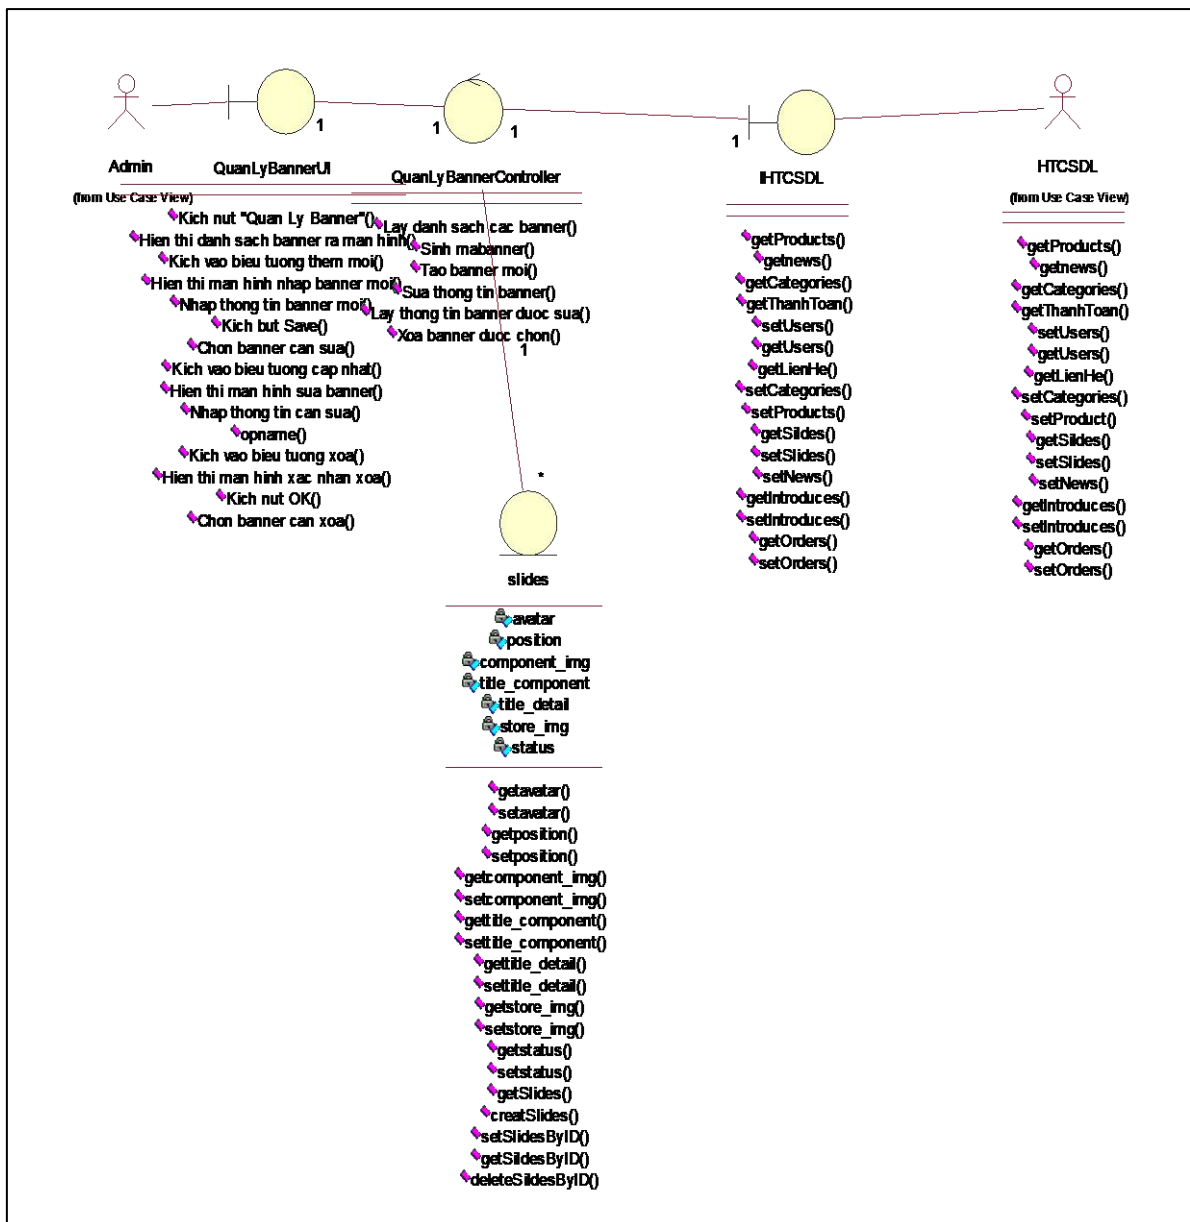 Admin
(from Use Case View)
QuanLyBannerUI
1
Kich nut "Quan Ly Banner"()
Hien thi danh sach banner ra man hinh()
Kich vao bieu tuong them moi()
Hien thi man hinh nhap banner moi()
Nhap thong tin banner moi()
Kich but Save()
Chon banner can sua()
Kich vao bieu tuong cap nhat()
Hien thi man hinh sua banner()
Nhap thong tin can sua()
opname()
Kich vao bieu tuong xoa()
Hien thi man hinh xac nhan xoa()
Kich nut OK()
Chon banner can xoa()
1
1
QuanLyBannerController
Lay danh sach cac banner()
Sinh mabanner()
Tao banner moi()
Sua thong tin banner()
Lay thong tin banner duoc sua()
Xoa banner duoc chon()
1
*
slides
avatar
position
component_img
title_component
title_detail
store_img
status
getavatar()
setavatar()
getposition()
setposition()
getcomponent_img()
setcomponent_img()
gettitle_component()
settitle_component()
gettitle_detail()
settitle_detail()
getstore_img()
setstore_img()
getstatus()
setstatus()
getSlides()
creatSlides()
setSlidesByID()
getSildesByID()
deleteSildesByID()
1
IHTCSDL
getProducts()
getnews()
getCategories()
getThanhToan()
setUsers()
getUsers()
getLienHe()
setCategories()
setProducts()
getSildes()
setSlides()
setNews()
getIntroduces()
setIntroduces()
getOrders()
setOrders()
HTCSDL
(from Use Case View)
getProducts()
getnews()
getCategories()
getThanhToan()
setUsers()
getUsers()
getLienHe()
setCategories()
setProduct()
getSildes()
setSlides()
setNews()
getIntroduces()
setIntroduces()
getOrders()
setOrders()